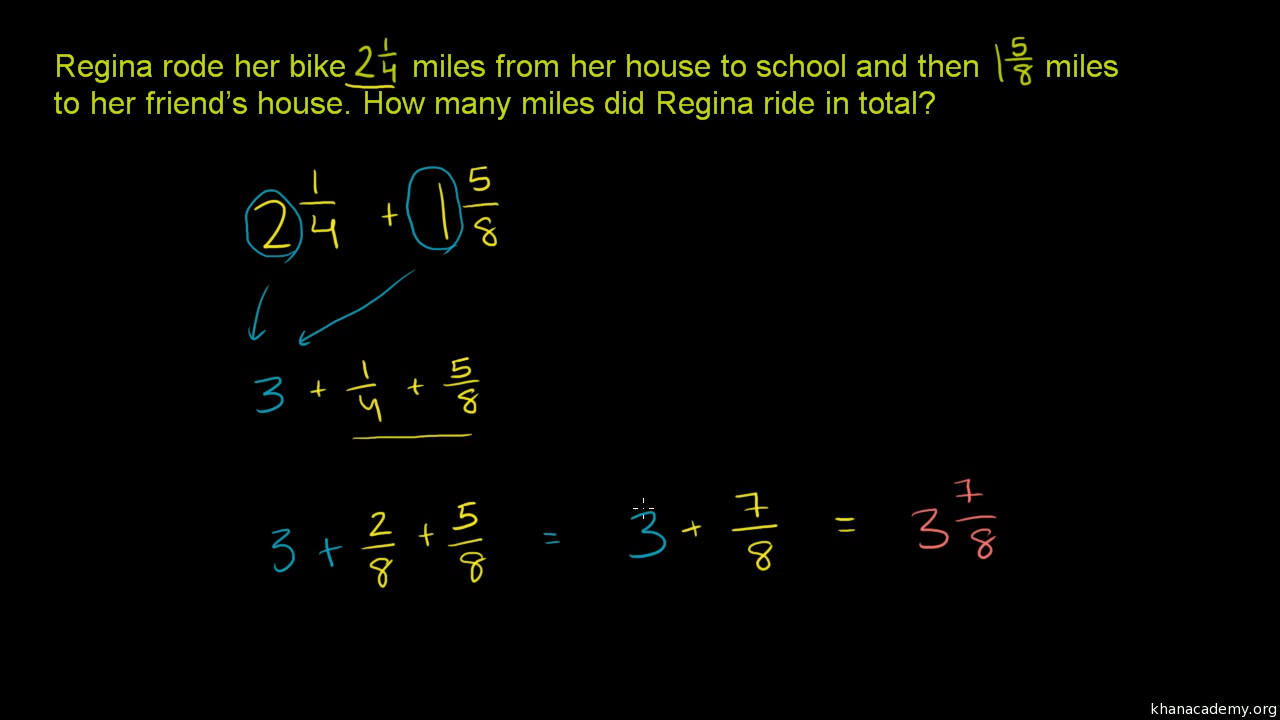 Regina rode her bike 2 1/4 miles from her house to school and then 1 5/8 miles
to her friend’s house. How many miles did Regina ride in total?
2 1/4 + 1 5/8
3 + 1/4 + 5/8
3 + 2/8 + 5/8 = 3 + 7/8 = 3 7/8
khanacademy.org